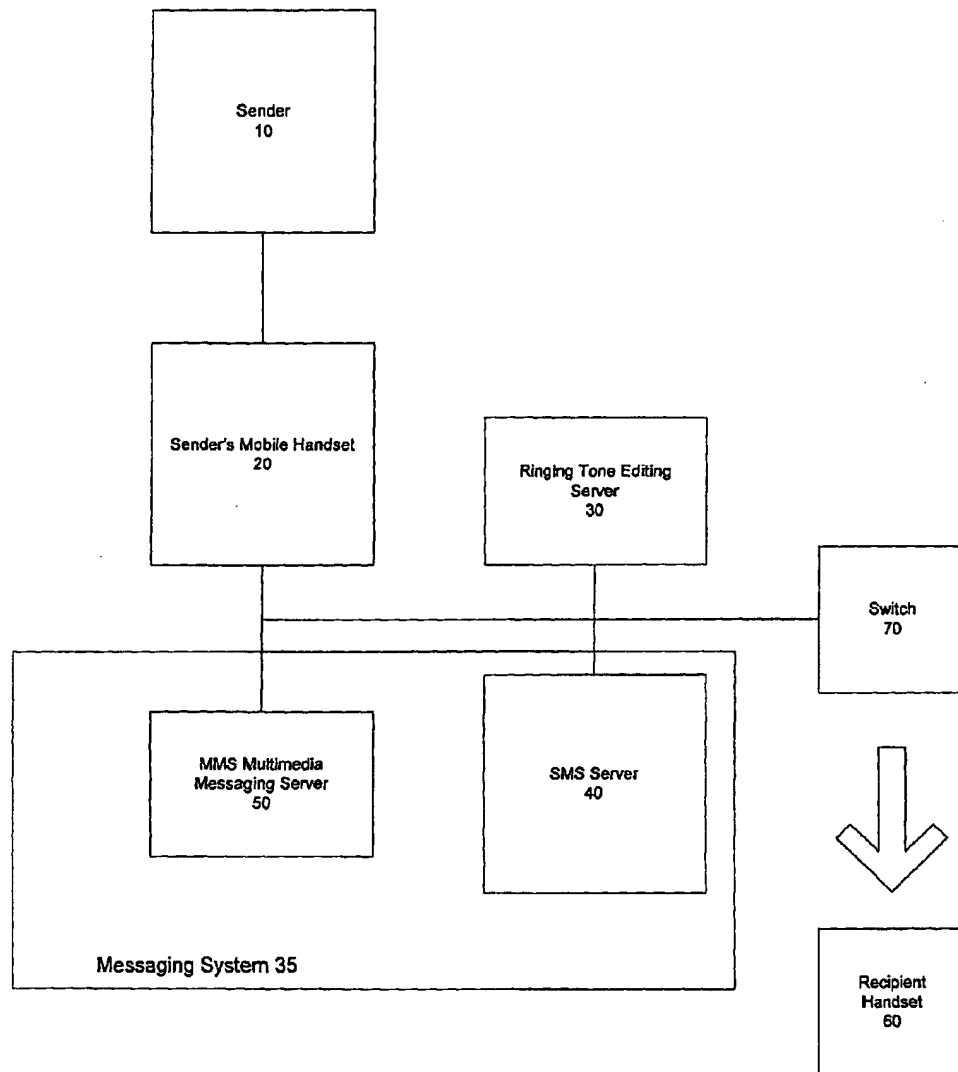 Sender
10
Sender's Mobile Handset
20
Ringing Tone Editing
Server
30
Switch
70
MMS Multimedia
Messaging Server
50
SMS Server
40
Messaging System 35
Recipient
Handset
60